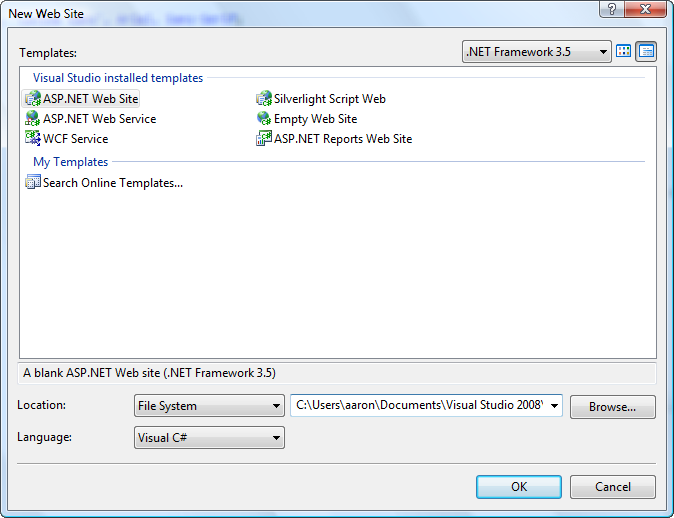 New Web Site
Templates:
.NET Framework 3.5
Visual Studio installed templates
ASP.NET Web Site
Silverlight Script Web
ASP.NET Web Service
Empty Web Site
WCF Service
ASP.NET Reports Web Site
My Templates
Search Online Templates...
A blank ASP.NET Web site (.NET Framework 3.5)
Location:
File System
C:\Users\aaron\Documents\Visual Studio 2008\
Browse...
Language:
Visual C#
OK
Cancel